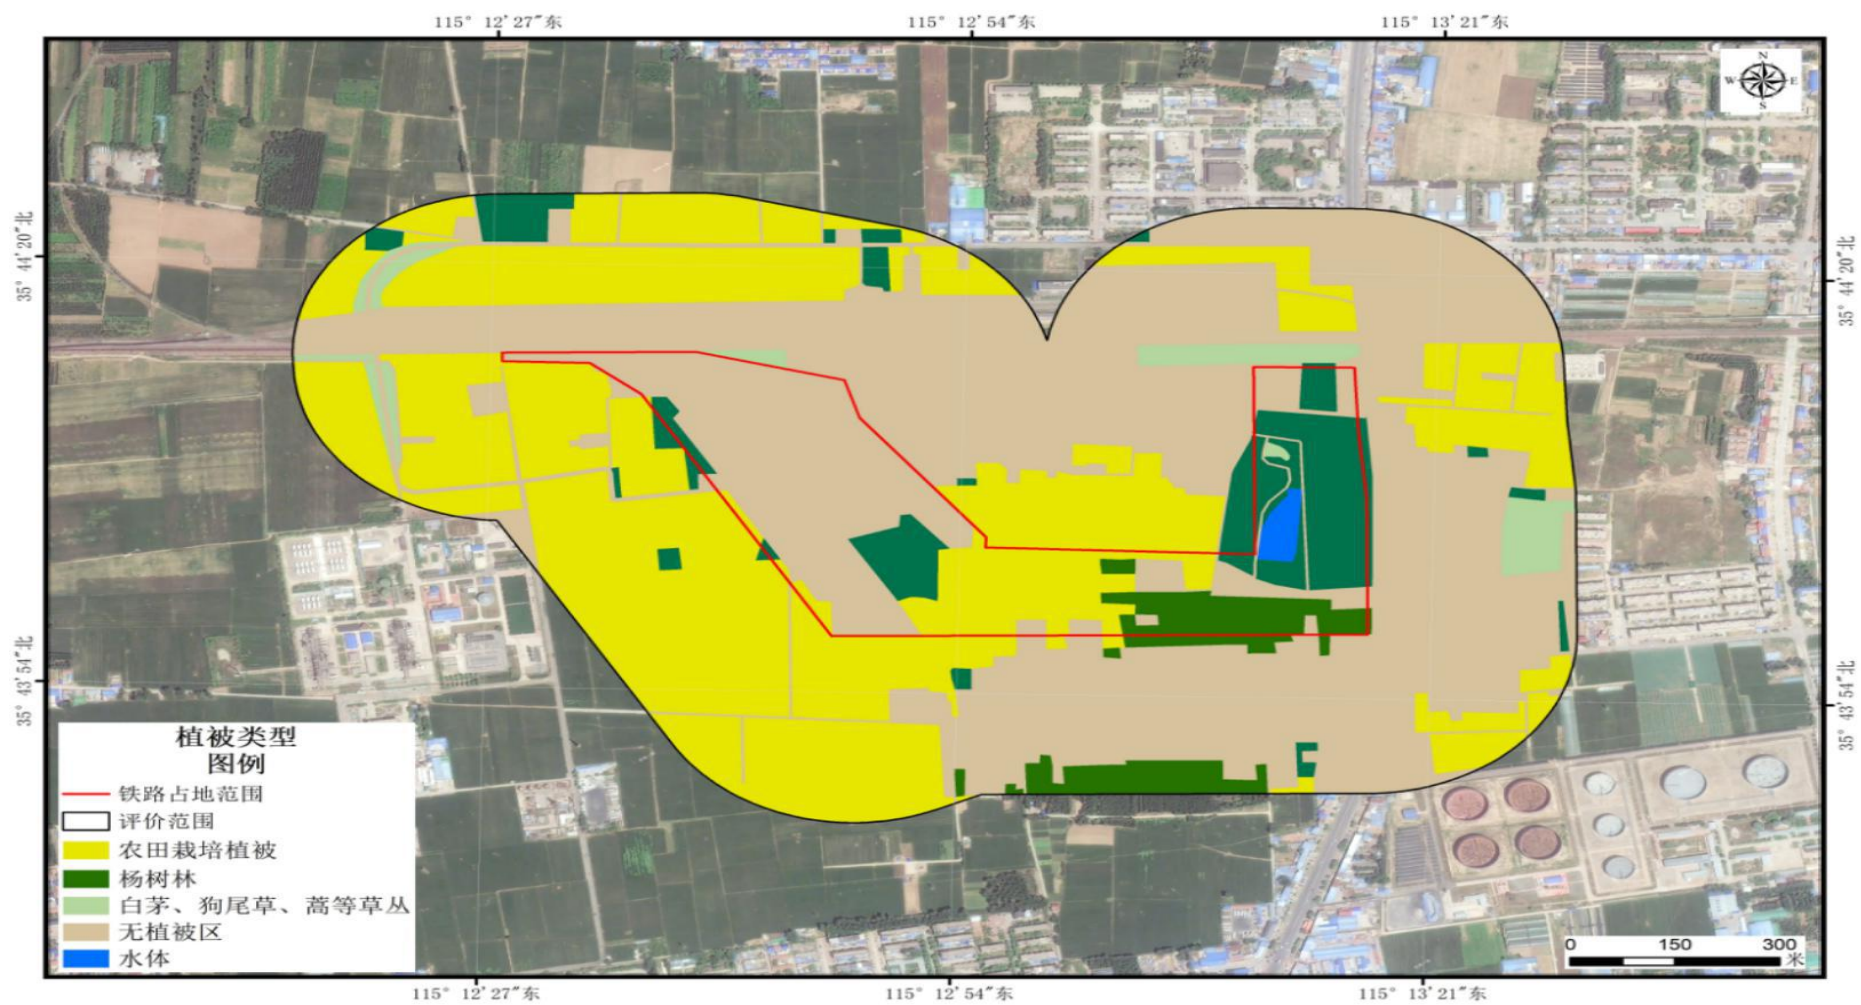 115° 12′27″东
115° 12′54″东
115° 13′21″东
N
W
E
S
35° 44′20″北
35° 44′20″北
35° 43′54″北
35° 43′54″北
植被类型
图例
铁路占地范围
评价范围
农田栽培植被
杨树林
白茅、狗尾草、蒿等草丛
无植被区
水体
0 150 300
米
115° 12′27″东
115° 12′54″东
115° 13′21″东